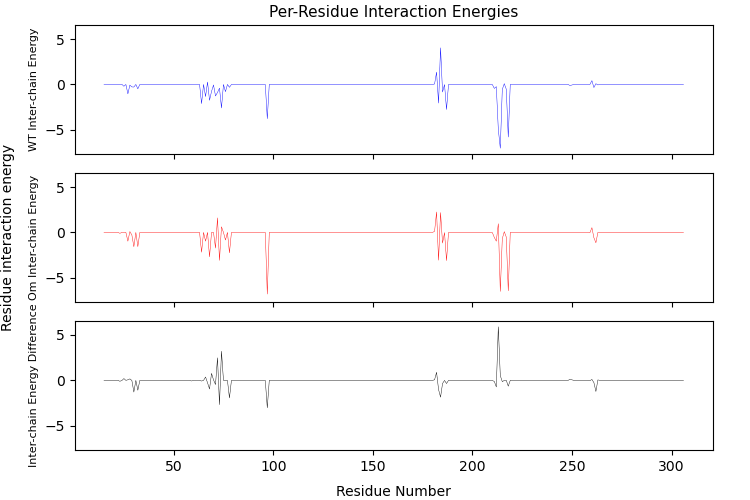 Per-Residue Interaction Energies
Residue interaction energy
WT Inter-chain Energy
5
0
−5
Om Inter-chain Energy
5
0
−5
Inter-chain Energy Difference
5
0
−5
50
100
150
200
250
300
Residue Number